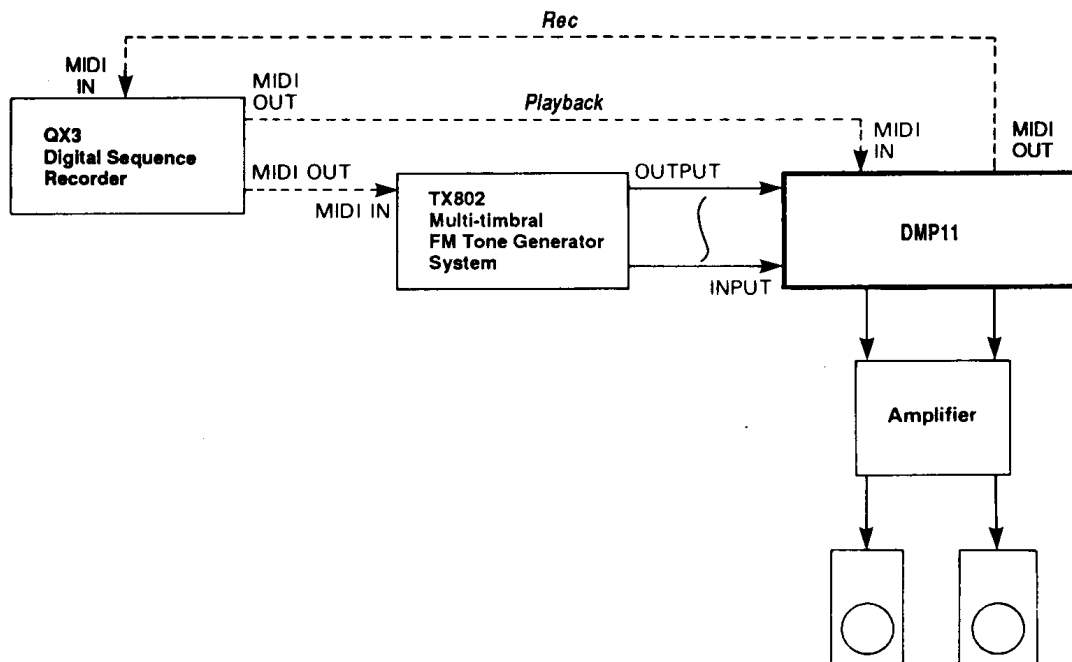 Rec
MIDI
IN
MIDI
OUT
Playback
MIDI
IN
MIDI
OUT
QX3
Digital Sequence
Recorder
MIDI OUT
MIDI IN
TX802
Multi-timbral
FM Tone Generator
System
OUTPUT
INPUT
DMP11
Amplifier